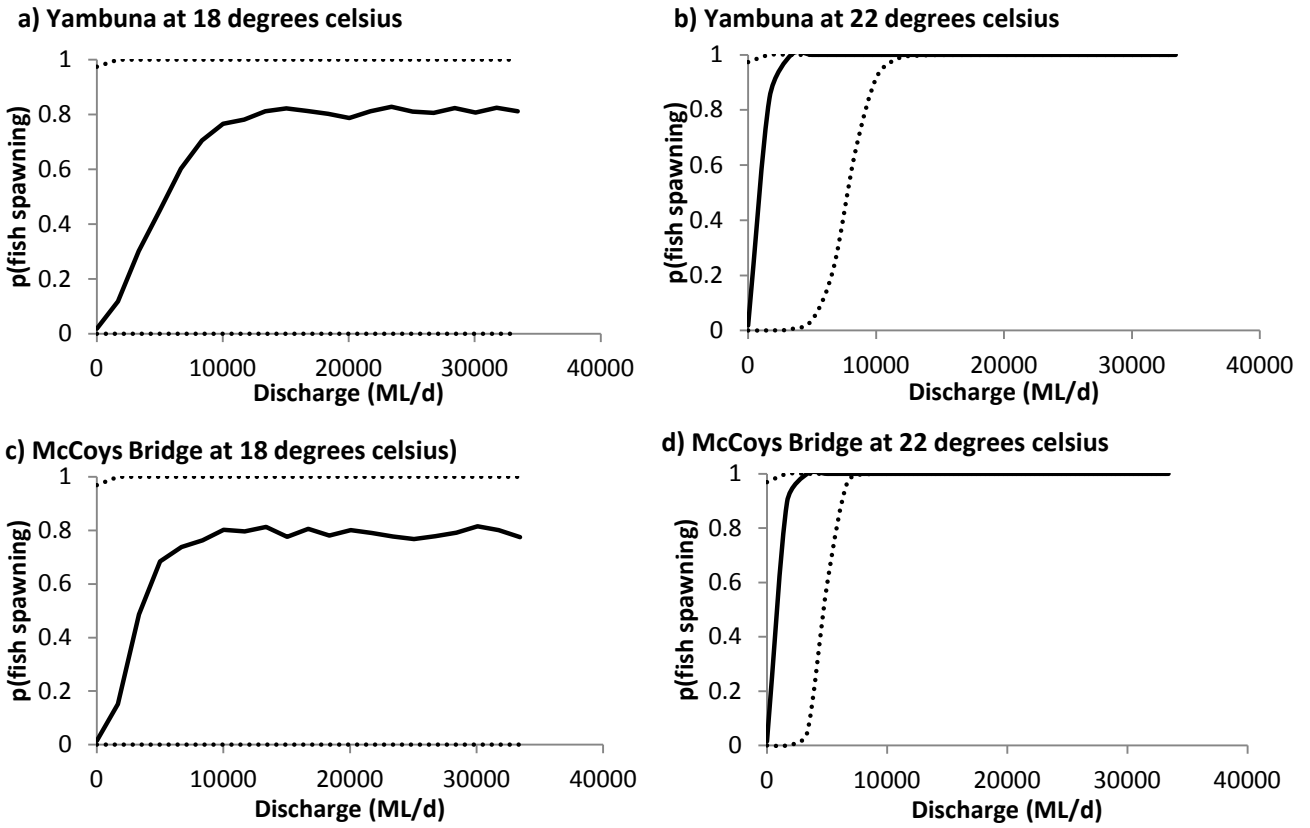 a) Yambuna at 18 degrees celsius
p(fish spawning)
1
0.8
0.6
0.4
0.2
0
0 10000 20000 30000 40000
Discharge (ML/d)
b) Yambuna at 22 degrees celsius
p(fish spawning)
1
0.8
0.6
0.4
0.2
0
0 10000 20000 30000 40000
Discharge (ML/d)
c) McCoys Bridge at 18 degrees celsius)
p(fish spawning)
1
0.8
0.6
0.4
0.2
0
0 10000 20000 30000 40000
Discharge (ML/d)
d) McCoys Bridge at 22 degrees celsius
p(fish spawning)
1
0.8
0.6
0.4
0.2
0
0 10000 20000 30000 40000
Discharge (ML/d)